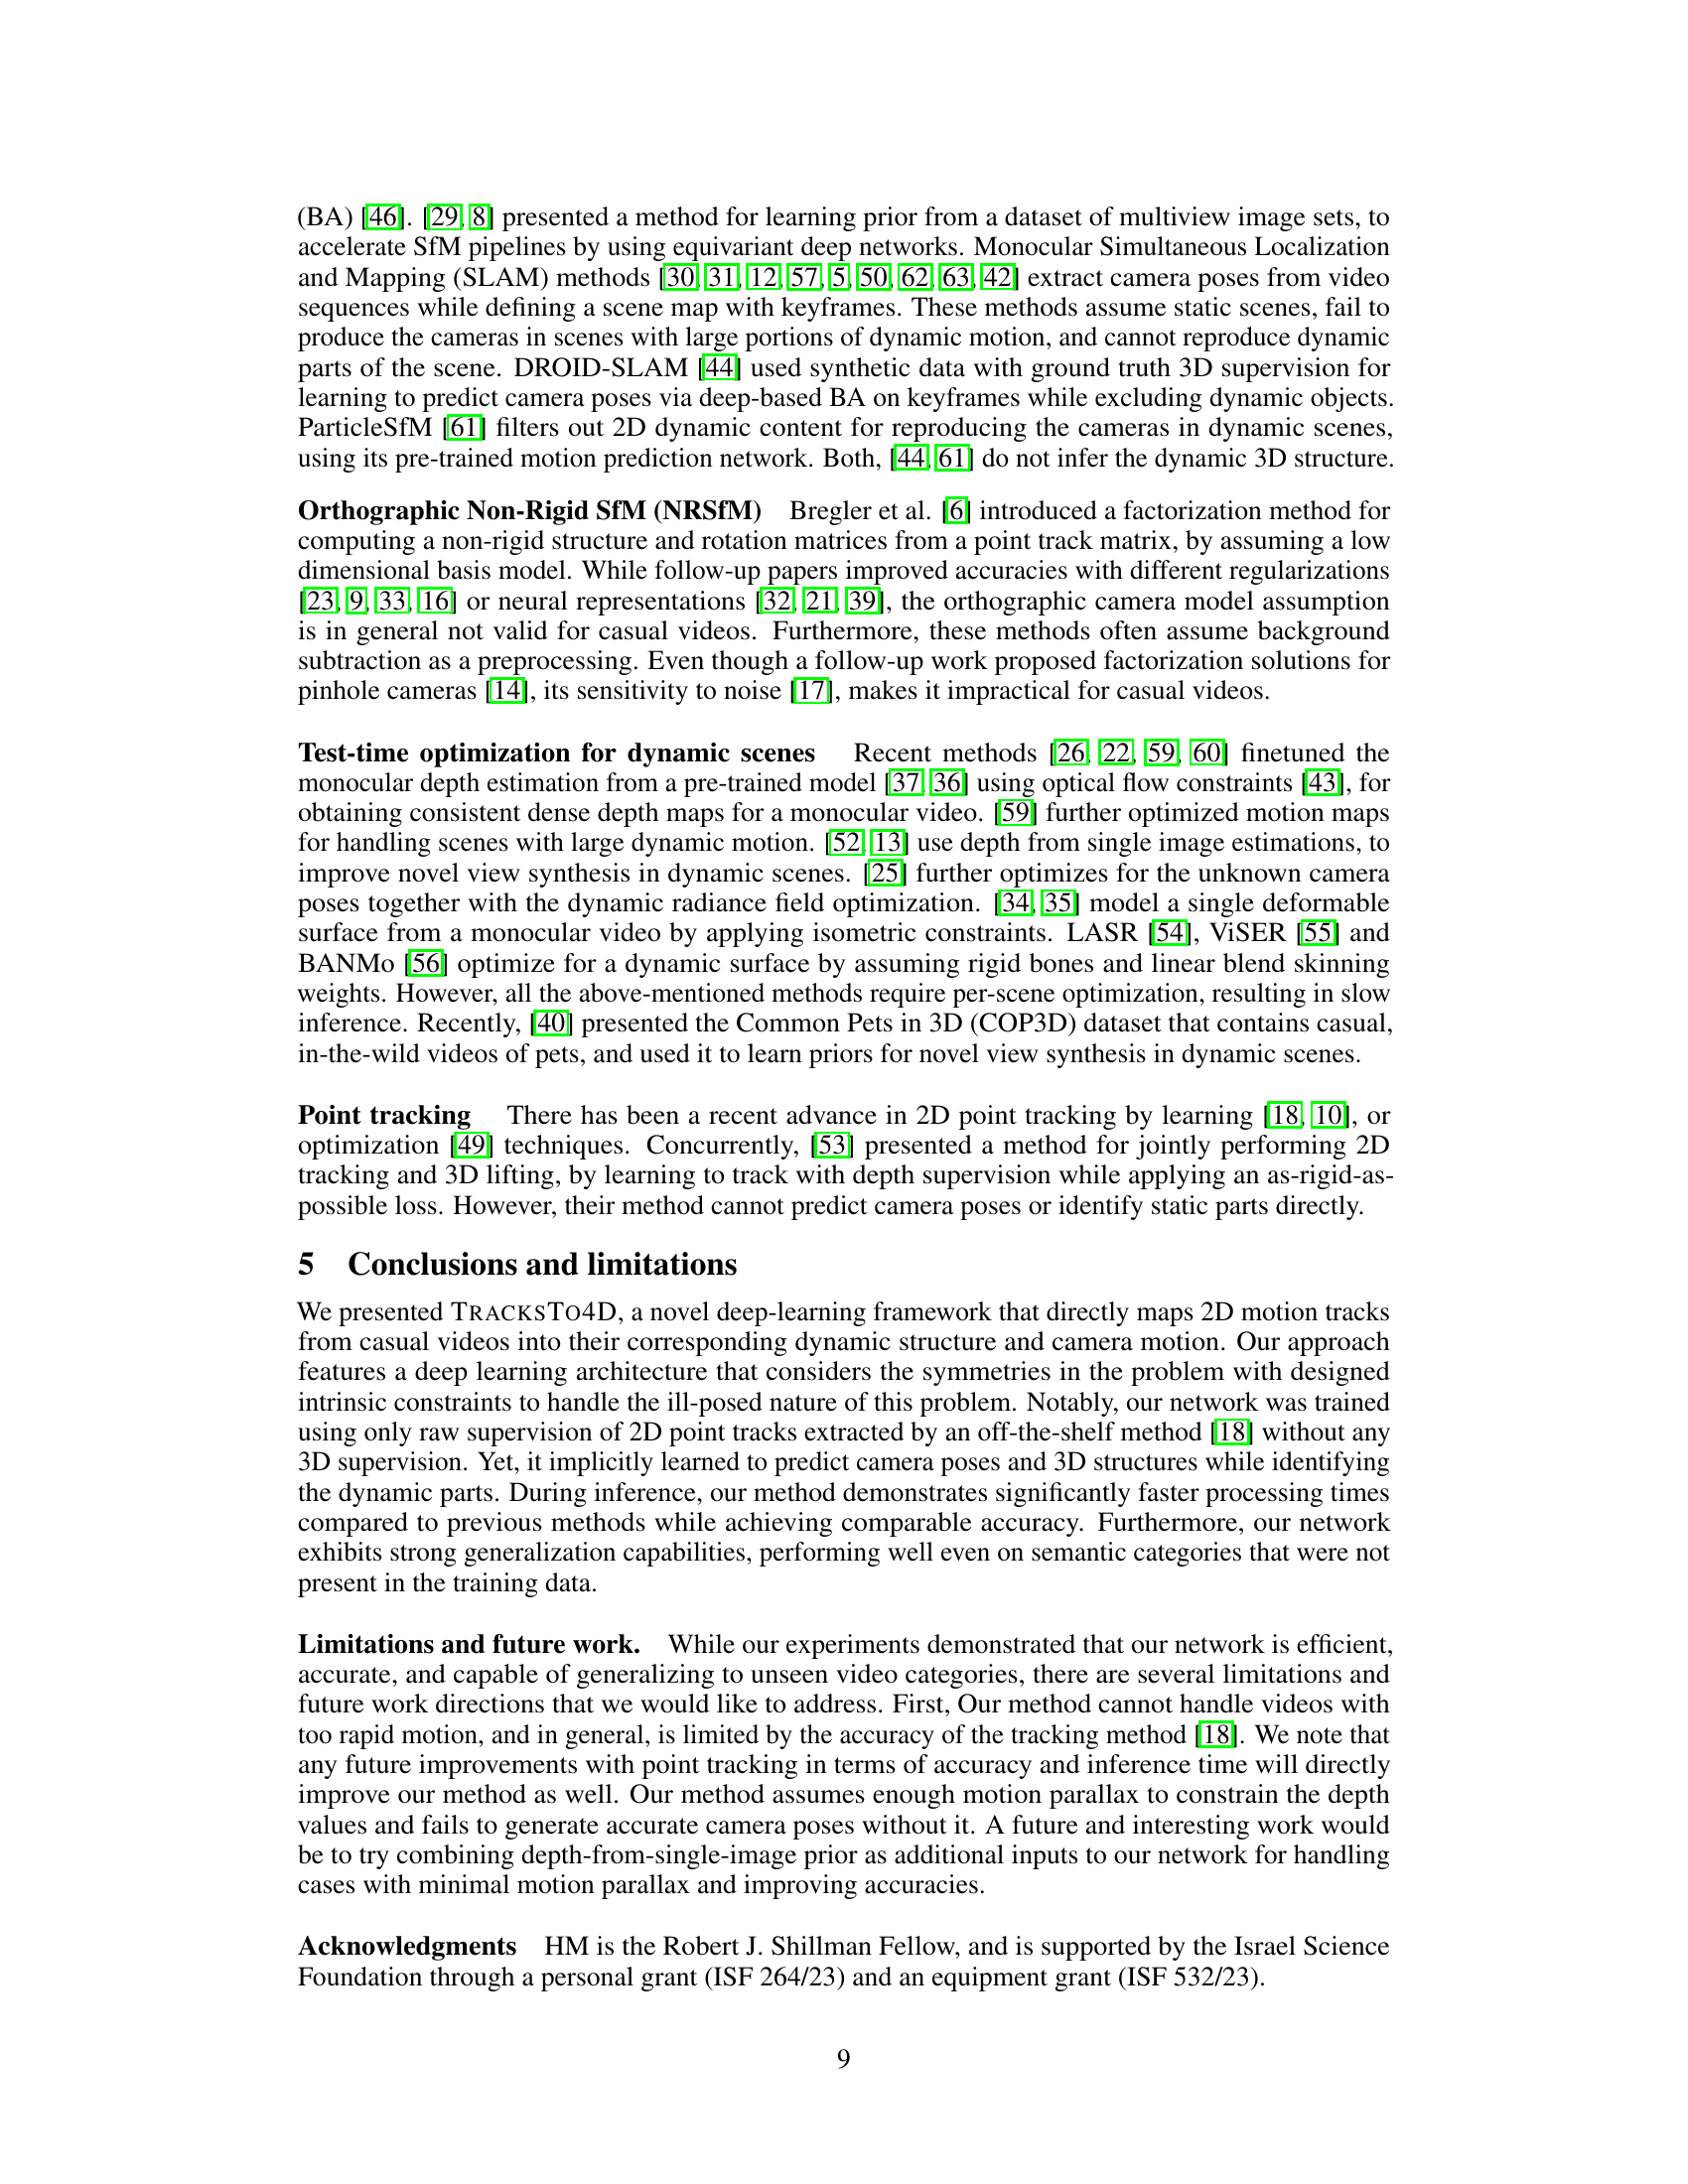 (BA) [46]. [29, 8] presented a method for learning prior from a dataset of multiview image sets, to
accelerate SfM pipelines by using equivariant deep networks. Monocular Simultaneous Localization
and Mapping (SLAM) methods [30, 31, 12, 57, 5, 50, 62, 63, 42] extract camera poses from video
sequences while defining a scene map with keyframes. These methods assume static scenes, fail to
produce the cameras in scenes with large portions of dynamic motion, and cannot reproduce dynamic
parts of the scene. DROID-SLAM [44] used synthetic data with ground truth 3D supervision for
learning to predict camera poses via deep-based BA on keyframes while excluding dynamic objects.
ParticleSfM [61] filters out 2D dynamic content for reproducing the cameras in dynamic scenes,
using its pre-trained motion prediction network. Both, [44, 61] do not infer the dynamic 3D structure.
Orthographic Non-Rigid SfM (NRSfM) Bregler et al. [6] introduced a factorization method for
computing a non-rigid structure and rotation matrices from a point track matrix, by assuming a low
dimensional basis model. While follow-up papers improved accuracies with different regularizations
[23, 9, 33, 16] or neural representations [32, 21, 39], the orthographic camera model assumption
is in general not valid for casual videos. Furthermore, these methods often assume background
subtraction as a preprocessing. Even though a follow-up work proposed factorization solutions for
pinhole cameras [14], its sensitivity to noise [17], makes it impractical for casual videos.
Test-time optimization for dynamic scenes Recent methods [26, 22, 59, 60] finetuned the
monocular depth estimation from a pre-trained model [37, 36] using optical flow constraints [43], for
obtaining consistent dense depth maps for a monocular video. [59] further optimized motion maps
for handling scenes with large dynamic motion. [52, 13] use depth from single image estimations, to
improve novel view synthesis in dynamic scenes. [25] further optimizes for the unknown camera
poses together with the dynamic radiance field optimization. [34, 35] model a single deformable
surface from a monocular video by applying isometric constraints. LASR [54], ViSER [55] and
BANMo [56] optimize for a dynamic surface by assuming rigid bones and linear blend skinning
weights. However, all the above-mentioned methods require per-scene optimization, resulting in slow
inference. Recently, [40] presented the Common Pets in 3D (COP3D) dataset that contains casual,
in-the-wild videos of pets, and used it to learn priors for novel view synthesis in dynamic scenes.
Point tracking There has been a recent advance in 2D point tracking by learning [18, 10], or
optimization [49] techniques. Concurrently, [53] presented a method for jointly performing 2D
tracking and 3D lifting, by learning to track with depth supervision while applying an as-rigid-as-
possible loss. However, their method cannot predict camera poses or identify static parts directly.
5 Conclusions and limitations
We presented TRACKSTO4D, a novel deep-learning framework that directly maps 2D motion tracks
from casual videos into their corresponding dynamic structure and camera motion. Our approach
features a deep learning architecture that considers the symmetries in the problem with designed
intrinsic constraints to handle the ill-posed nature of this problem. Notably, our network was trained
using only raw supervision of 2D point tracks extracted by an off-the-shelf method [18] without any
3D supervision. Yet, it implicitly learned to predict camera poses and 3D structures while identifying
the dynamic parts. During inference, our method demonstrates significantly faster processing times
compared to previous methods while achieving comparable accuracy. Furthermore, our network
exhibits strong generalization capabilities, performing well even on semantic categories that were not
present in the training data.
Limitations and future work. While our experiments demonstrated that our network is efficient,
accurate, and capable of generalizing to unseen video categories, there are several limitations and
future work directions that we would like to address. First, Our method cannot handle videos with
too rapid motion, and in general, is limited by the accuracy of the tracking method [18]. We note that
any future improvements with point tracking in terms of accuracy and inference time will directly
improve our method as well. Our method assumes enough motion parallax to constrain the depth
values and fails to generate accurate camera poses without it. A future and interesting work would
be to try combining depth-from-single-image prior as additional inputs to our network for handling
cases with minimal motion parallax and improving accuracies.
Acknowledgments HM is the Robert J. Shillman Fellow, and is supported by the Israel Science
Foundation through a personal grant (ISF 264/23) and an equipment grant (ISF 532/23).
9